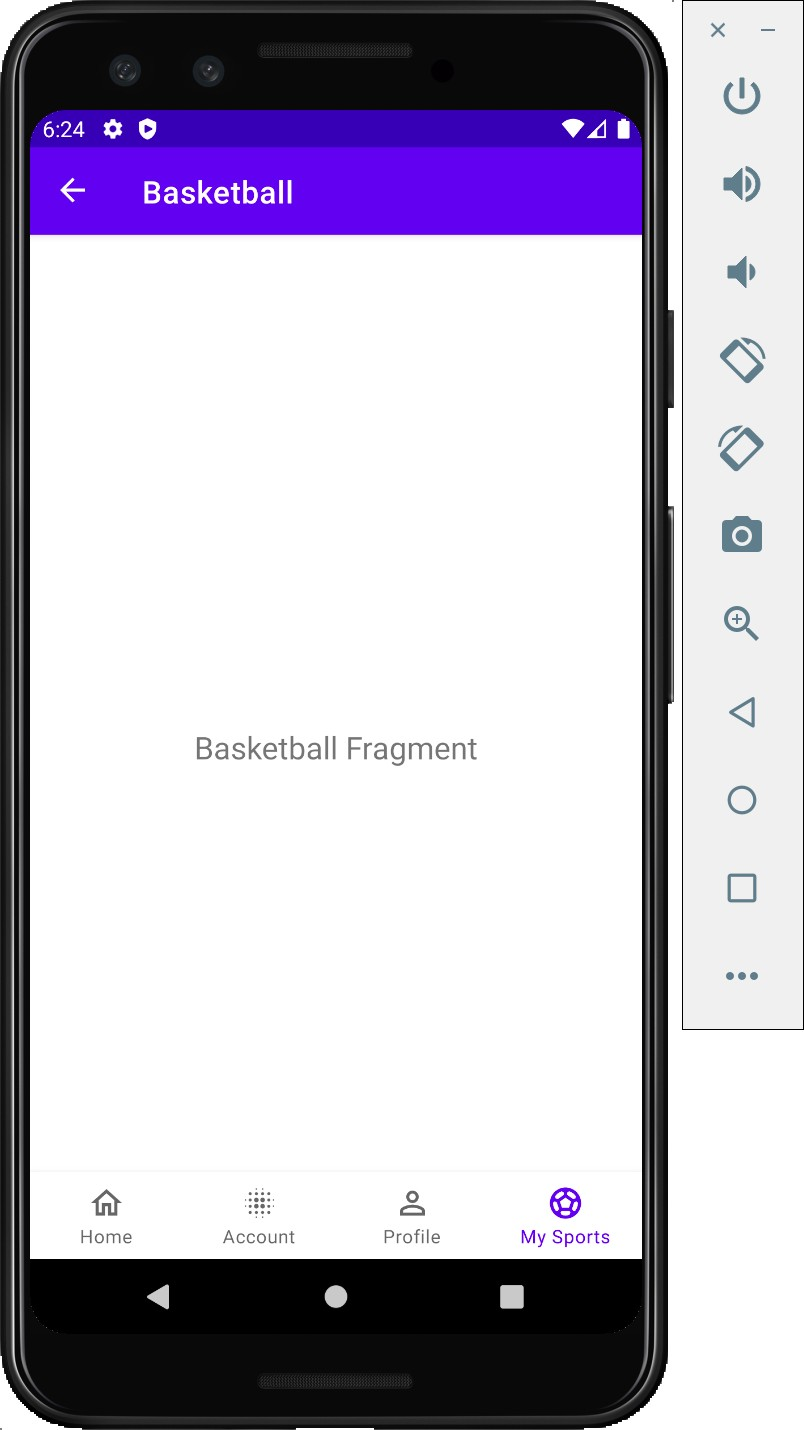 6:24
Basketball
Basketball Fragment
Home
Account
Profile
My Sports